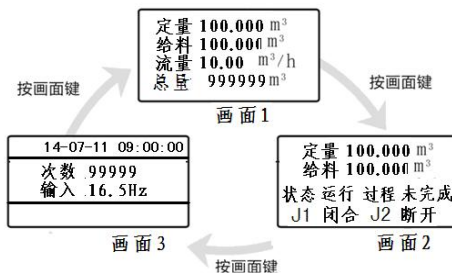 定量 100.000 m³
给料 100.000 m³
流量 10.00 m³/h
总量 999999 m³
画面1
按画面键
按画面键
14-07-11 09:00:00
次数 99999
输入 16.5Hz
画面3
定量 100.000 m³
给料 100.000 m³
状态 运行 过程 未完成
J1 闭合 J2 断开
画面2
按画面键